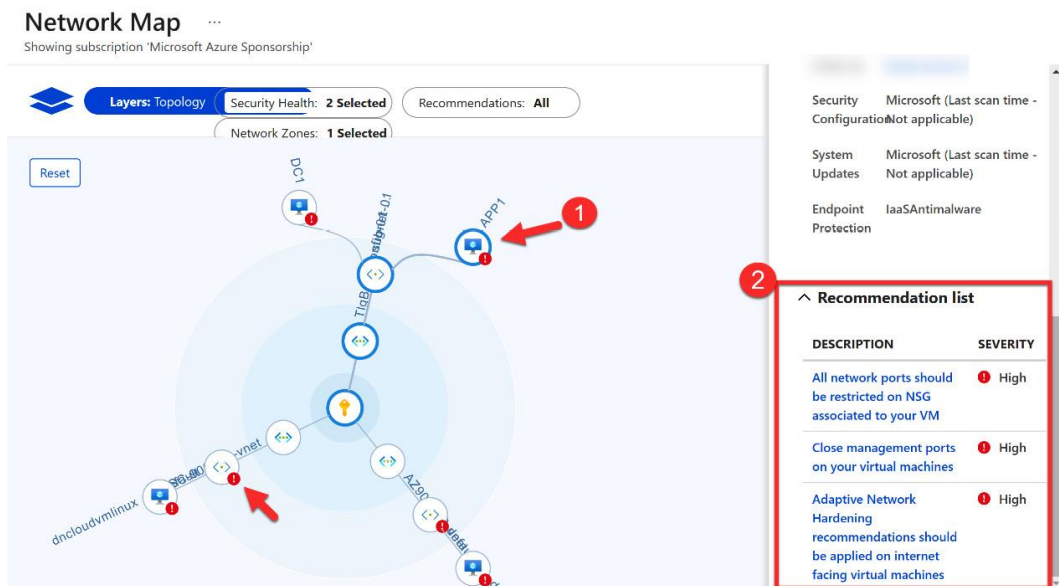 Network Map ...
Showing subscription 'Microsoft Azure Sponsorship'
Layers: Topology
Security Health: 2 Selected
Recommendations: All
Network Zones: 1 Selected
Reset
DC1
APP1
1
dncloudvmlinux
Security Configuration
Microsoft (Last scan time - Not applicable)
System Updates
Microsoft (Last scan time - Not applicable)
Endpoint Protection
IaaSAntimalware
2
Recommendation list
DESCRIPTION SEVERITY
All network ports should High
be restricted on NSG
associated to your VM
Close management ports High
on your virtual machines
Adaptive Network High
Hardening
recommendations should
be applied on internet
facing virtual machines